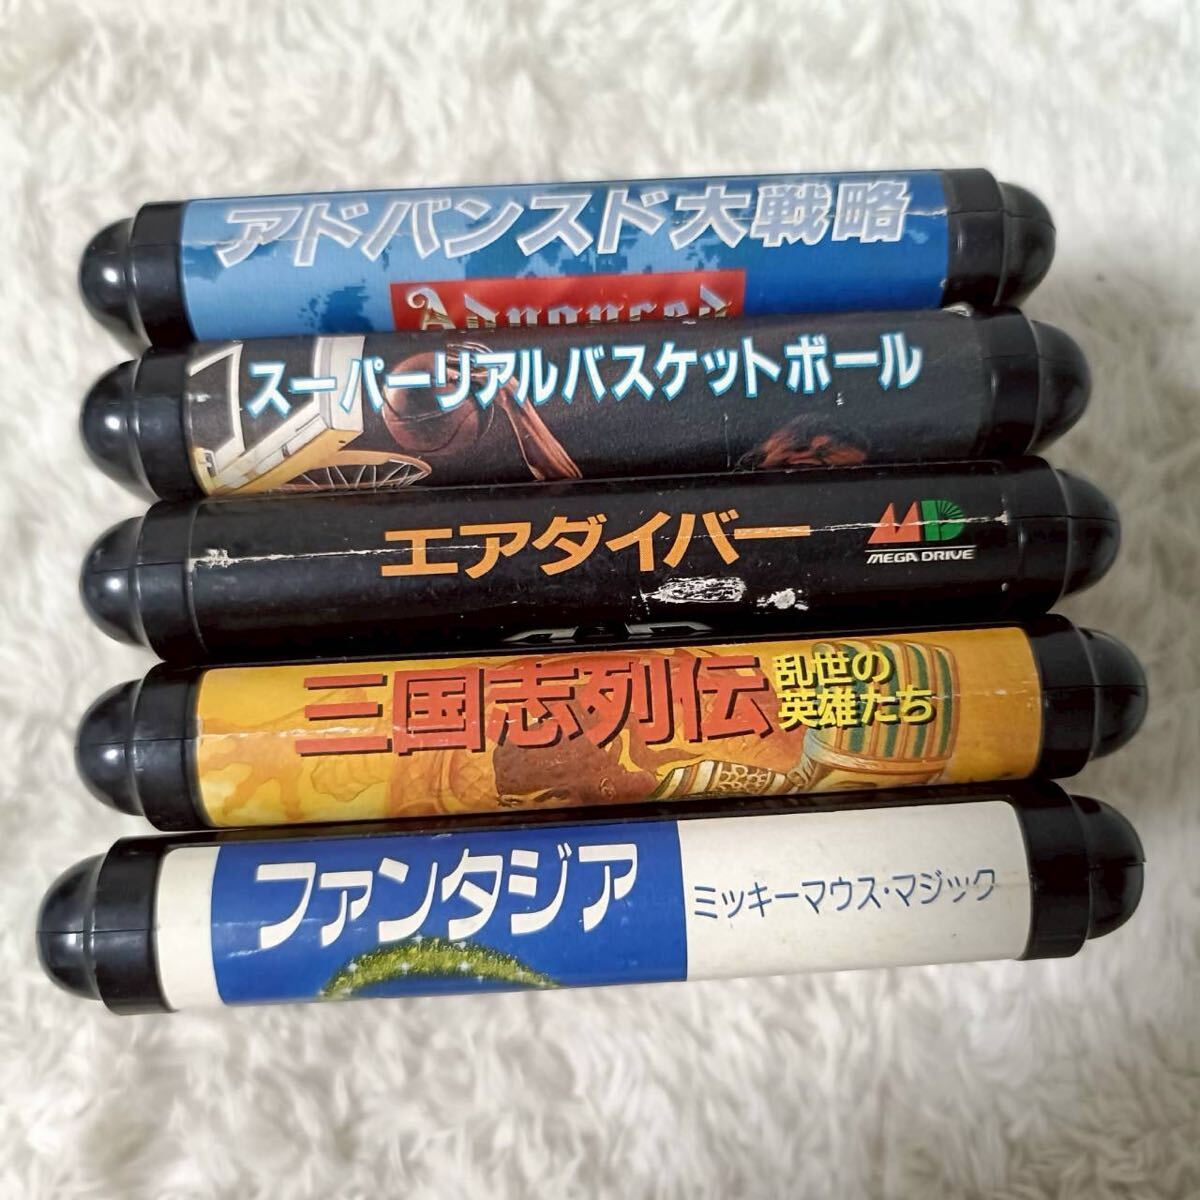 アドバンスド大戦略
Advanced
スーパーリアルバスケットボール
エアダイバー
MD
MEGA DRIVE
三国志列伝
乱世の
英雄たち
ファンタジア
ミッキーマウス・マジック